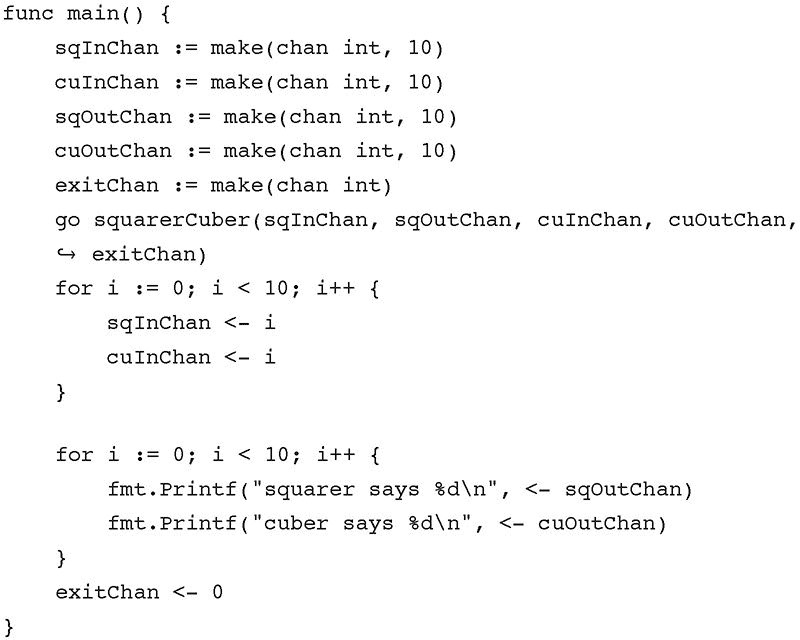 func main() {
    sqInChan := make(chan int, 10)
    cuInChan := make(chan int, 10)
    sqOutChan := make(chan int, 10)
    cuOutChan := make(chan int, 10)
    exitChan := make(chan int)
    go squarerCuber(sqInChan, sqOutChan, cuInChan, cuOutChan,
    ↪ exitChan)
    for i := 0; i < 10; i++ {
        sqInChan <- i
        cuInChan <- i
    }

    for i := 0; i < 10; i++ {
        fmt.Printf("squarer says %d\n", <- sqOutChan)
        fmt.Printf("cuber says %d\n", <- cuOutChan)
    }
    exitChan <- 0
}